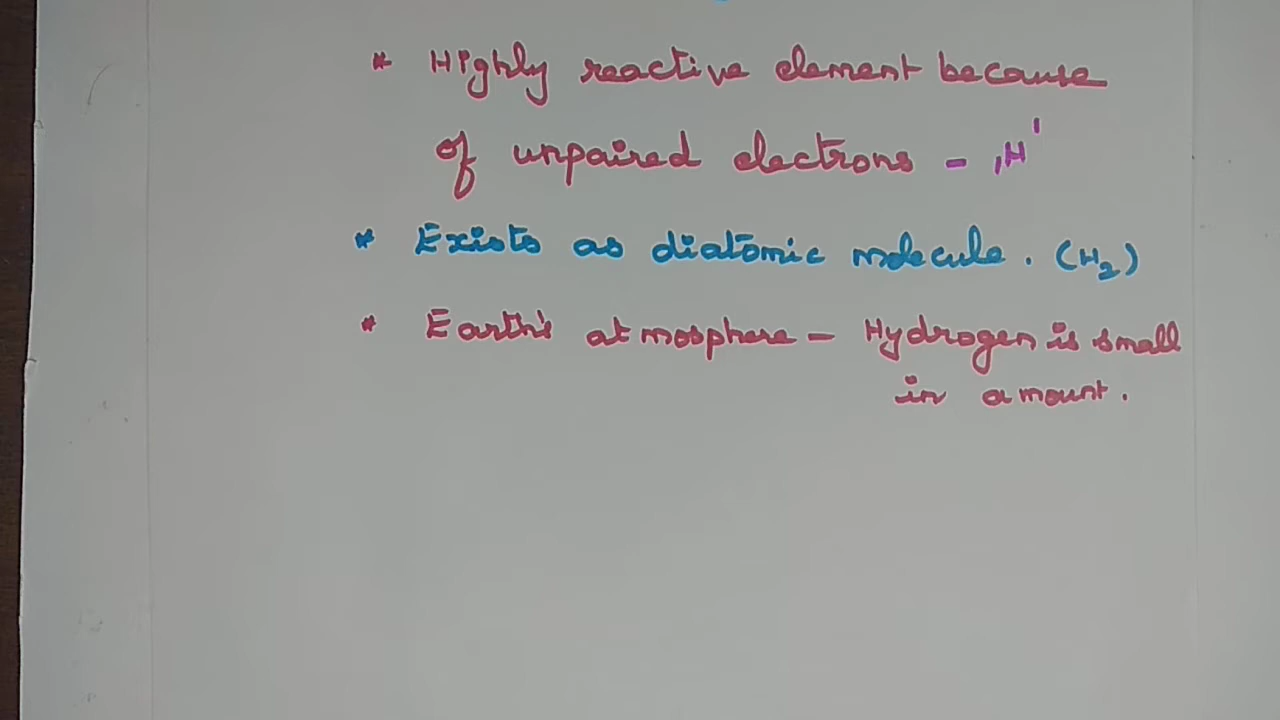 * Highly reactive element because
of unpaired electrons - ₁H¹
* Exists as diatomic molecule. (H₂)
* Earth's atmosphere - Hydrogen is small
in amount.